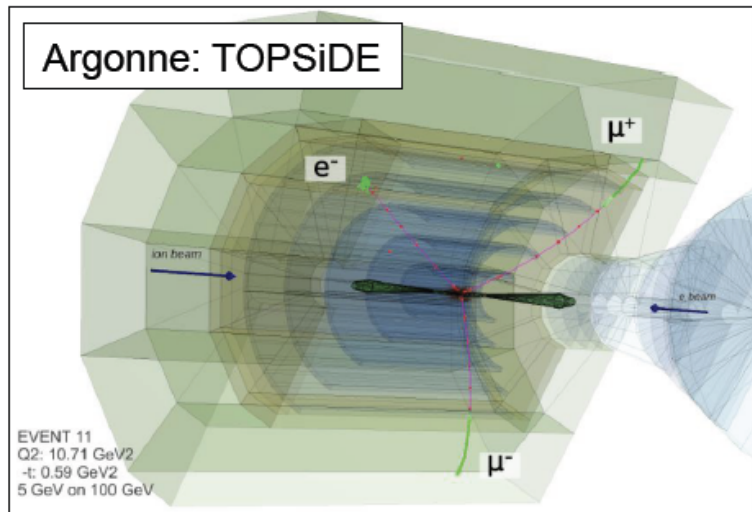 Argonne: TOPSiDE
μ+
e-
ion beam
e beam
EVENT 11
Q2: 10.71 GeV2
-t: 0.59 GeV2
5 GeV on 100 GeV
μ-